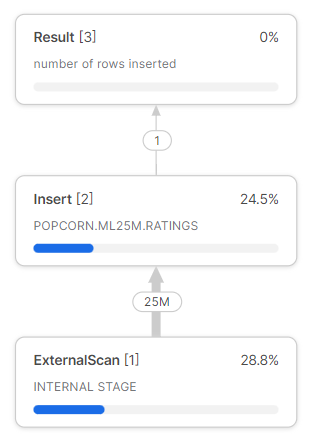 Result [3] 0%
number of rows inserted
1
Insert [2] 24.5%
POPCORN.ML25M.RATINGS
25M
ExternalScan [1] 28.8%
INTERNAL STAGE